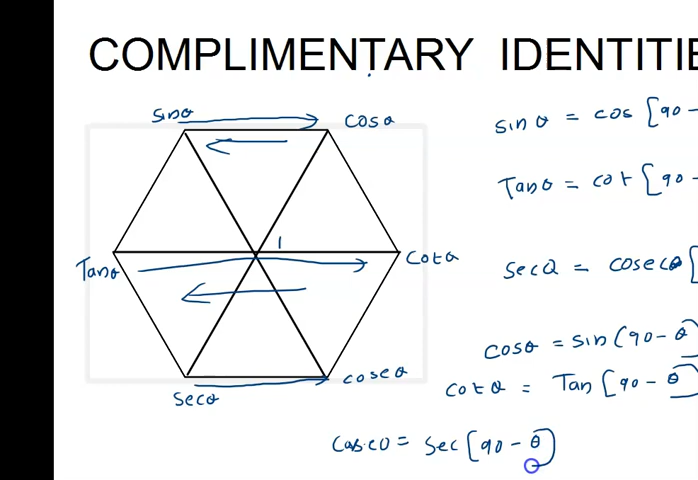 COMPLIMENTARY IDENTITIE
sinθ
cosθ
sinθ = cos [90-
1
Tanθ = cot [90-
Tanθ
cotθ
secθ = cosecθ [
cosθ = sin (90-θ)
secθ
cosecθ
cotθ = Tan [90-θ)
= sec [90-θ)